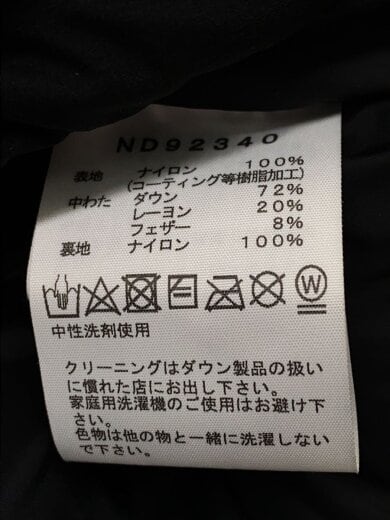 ND92340
表地 ナイロン 100%
(コーティング等樹脂加工)
中わた ダウン 72%
レーヨン 20%
フェザー 8%
裏地 ナイロン 100%
W
中性洗剤使用
クリーニングはダウン製品の扱い
に慣れた店にお出し下さい。
家庭用洗濯機のご使用はお避け下
さい。
色物は他の物と一緒に洗濯しない
で下さい。